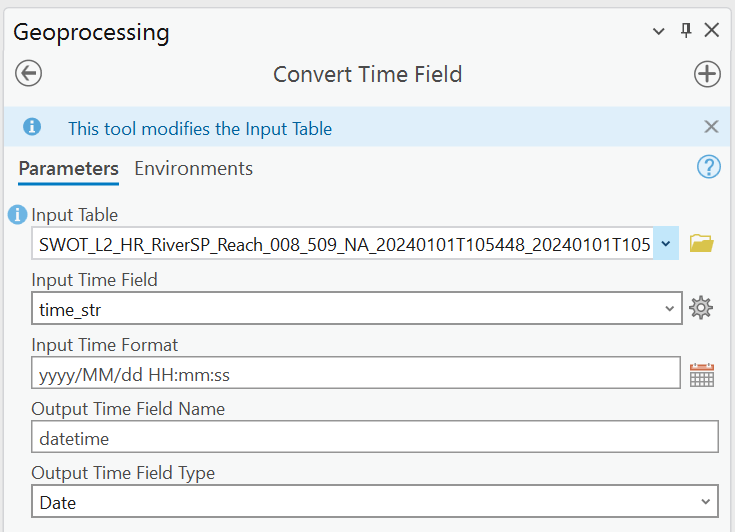 Geoprocessing
Convert Time Field
This tool modifies the Input Table
Parameters Environments
Input Table
SWOT_L2_HR_RiverSP_Reach_008_509_NA_20240101T105448_20240101T105
Input Time Field
time_str
Input Time Format
yyyy/MM/dd HH:mm:ss
Output Time Field Name
datetime
Output Time Field Type
Date